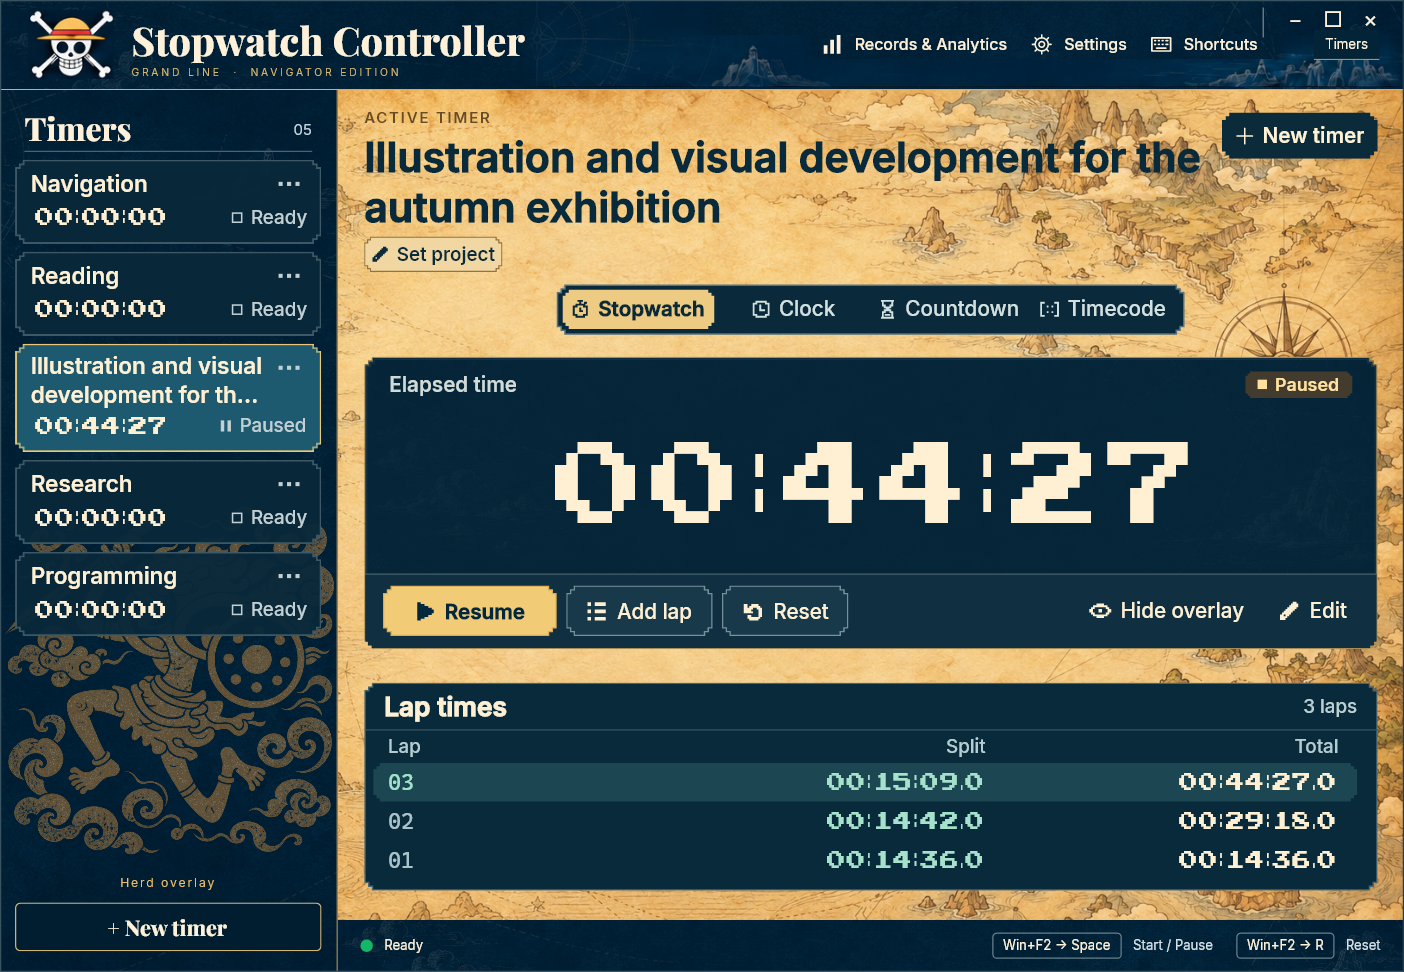 Stopwatch Controller
GRAND LINE · NAVIGATOR EDITION
Records & Analytics
Settings
Shortcuts
Timers
Timers
05
Navigation
00:00:00
Ready
Reading
00:00:00
Ready
Illustration and visual
development for th...
00:44:27
Paused
Research
00:00:00
Ready
Programming
00:00:00
Ready
Herd overlay
+ New timer
ACTIVE TIMER
+ New timer
Illustration and visual development for the
autumn exhibition
Set project
Stopwatch
Clock
Countdown
Timecode
Elapsed time
Paused
00:44:27
Resume
Add lap
Reset
Hide overlay
Edit
Lap times
3 laps
Lap Split Total
03 00:15:09.0 00:44:27.0
02 00:14:42.0 00:29:18.0
01 00:14:36.0 00:14:36.0
Ready
Win+F2 → Space
Start / Pause
Win+F2 → R
Reset